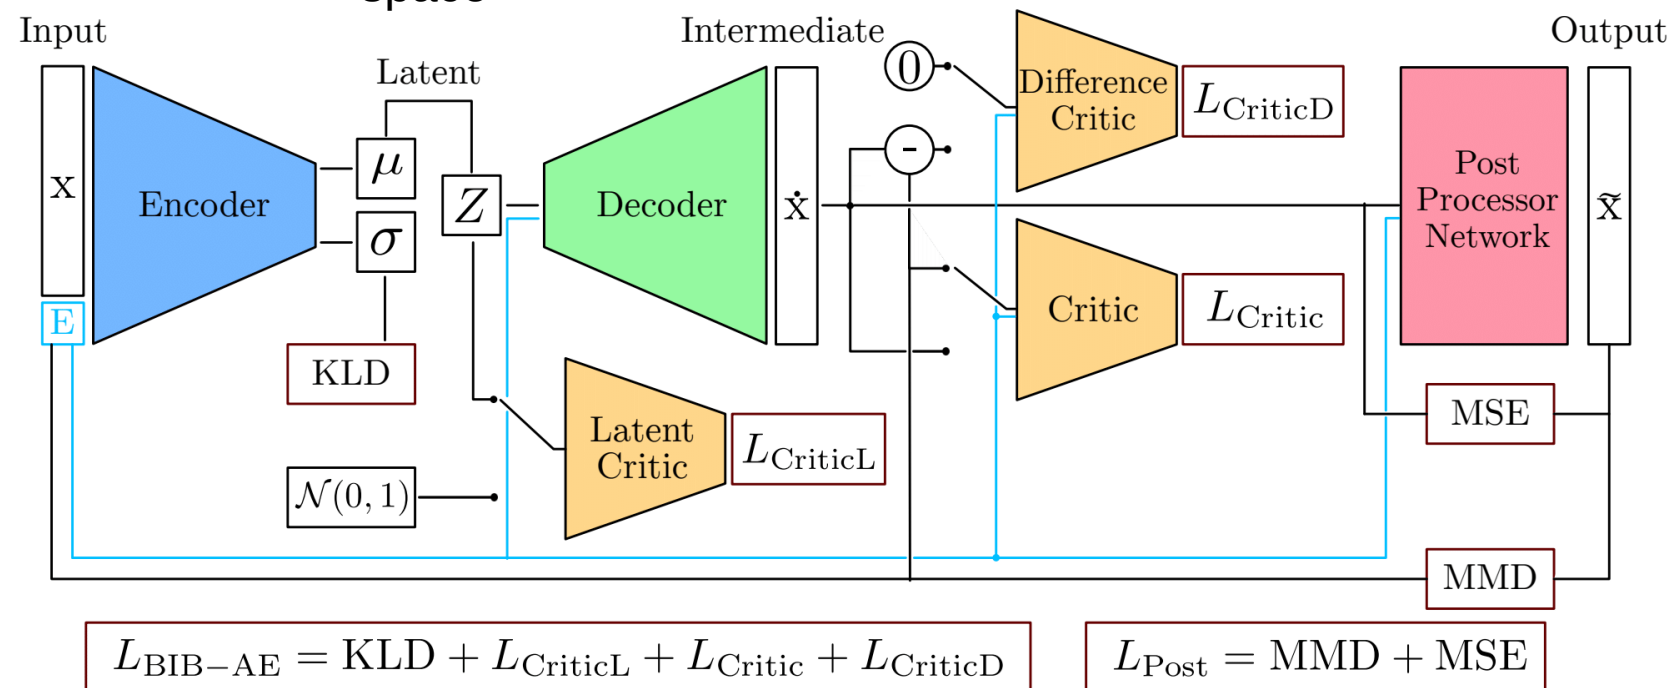 Input
Latent
Intermediate
Output
x
E
Encoder
μ
σ
KLD
N(0, 1)
Z
Latent
Critic
L_CriticL
Decoder
ẋ
0
-
Difference
Critic
L_CriticD
Critic
L_Critic
Post
Processor
Network
x̃
MSE
MMD
L_BIB−AE = KLD + L_CriticL + L_Critic + L_CriticD
L_Post = MMD + MSE